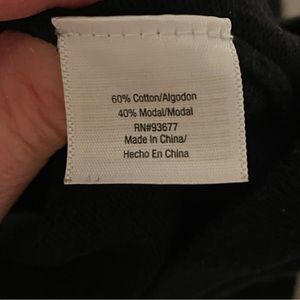 60% Cotton/Algodon
40% Modal/Modal
RN#93677
Made In China/
Hecho En China